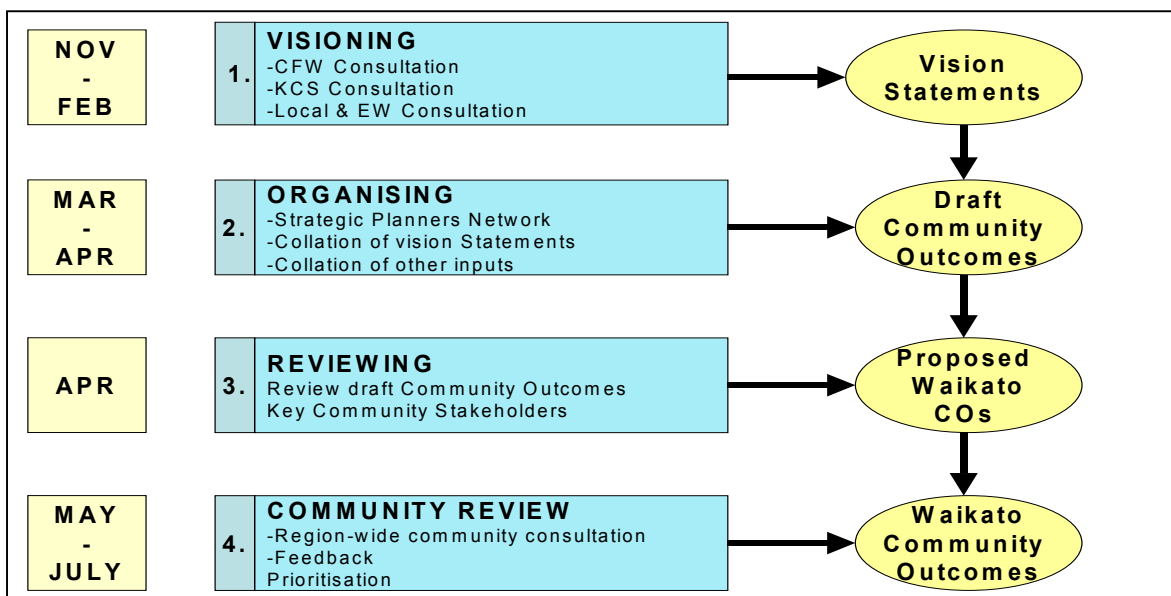 NOV
-
FEB
1.
VISIONING
-CFW Consultation
-KCS Consultation
-Local & EW Consultation
Vision
Statements
MAR
-
APR
2.
ORGANISING
-Strategic Planners Network
-Collation of vision Statements
-Collation of other inputs
Draft
Community
Outcomes
APR
3.
REVIEWING
Review draft Community Outcomes
Key Community Stakeholders
Proposed
Waikato
COs
MAY
-
JULY
4.
COMMUNITY REVIEW
-Region-wide community consultation
-Feedback
Prioritisation
Waikato
Community
Outcomes